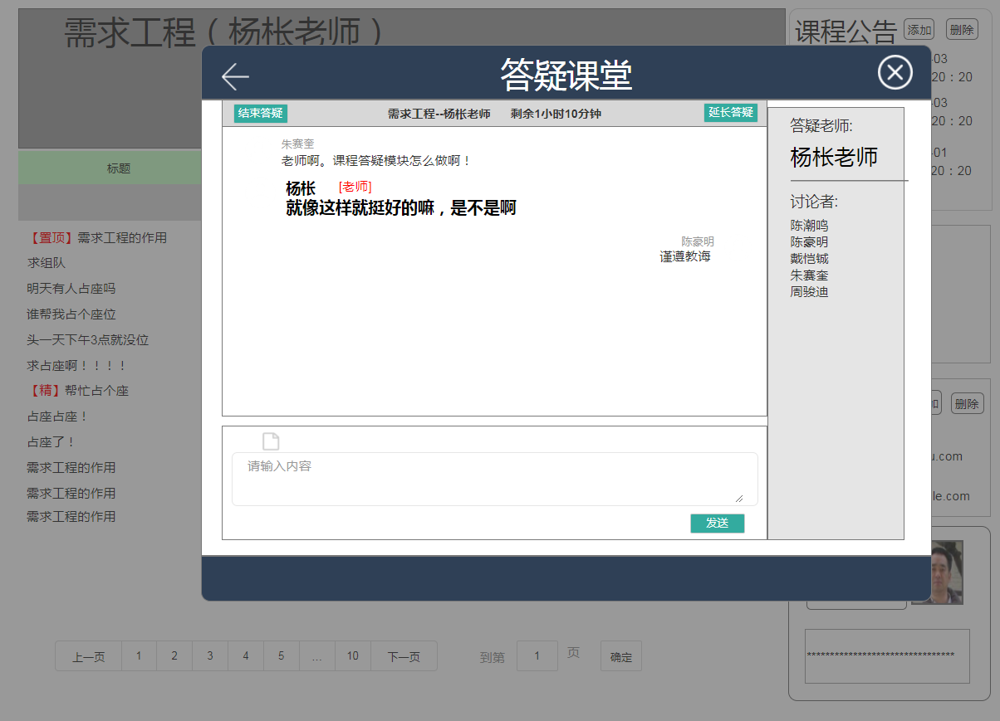 需求工程（杨枨老师）
课程公告
添加
删除
-03
20：20
-03
20：20
-01
20：20
标题
【置顶】需求工程的作用
求组队
明天有人占座吗
谁帮我占个座位
头一天下午3点就没位
求占座啊！！！！
【精】帮忙占个座
占座占座！
占座了！
需求工程的作用
需求工程的作用
需求工程的作用
答疑课堂
结束答疑
需求工程--杨枨老师
剩余1小时10分钟
延长答疑
朱赛奎
老师啊。课程答疑模块怎么做啊！
杨枨
[老师]
就像这样就挺好的嘛，是不是啊
陈豪明
谨遵教诲
请输入内容
发送
答疑老师:
杨枨老师
讨论者:
陈潮鸣
陈豪明
戴恺铖
朱赛奎
周骏迪
加
删除
u.com
le.com
上一页
1
2
3
4
5
...
10
下一页
到第
1
页
确定
*********************************